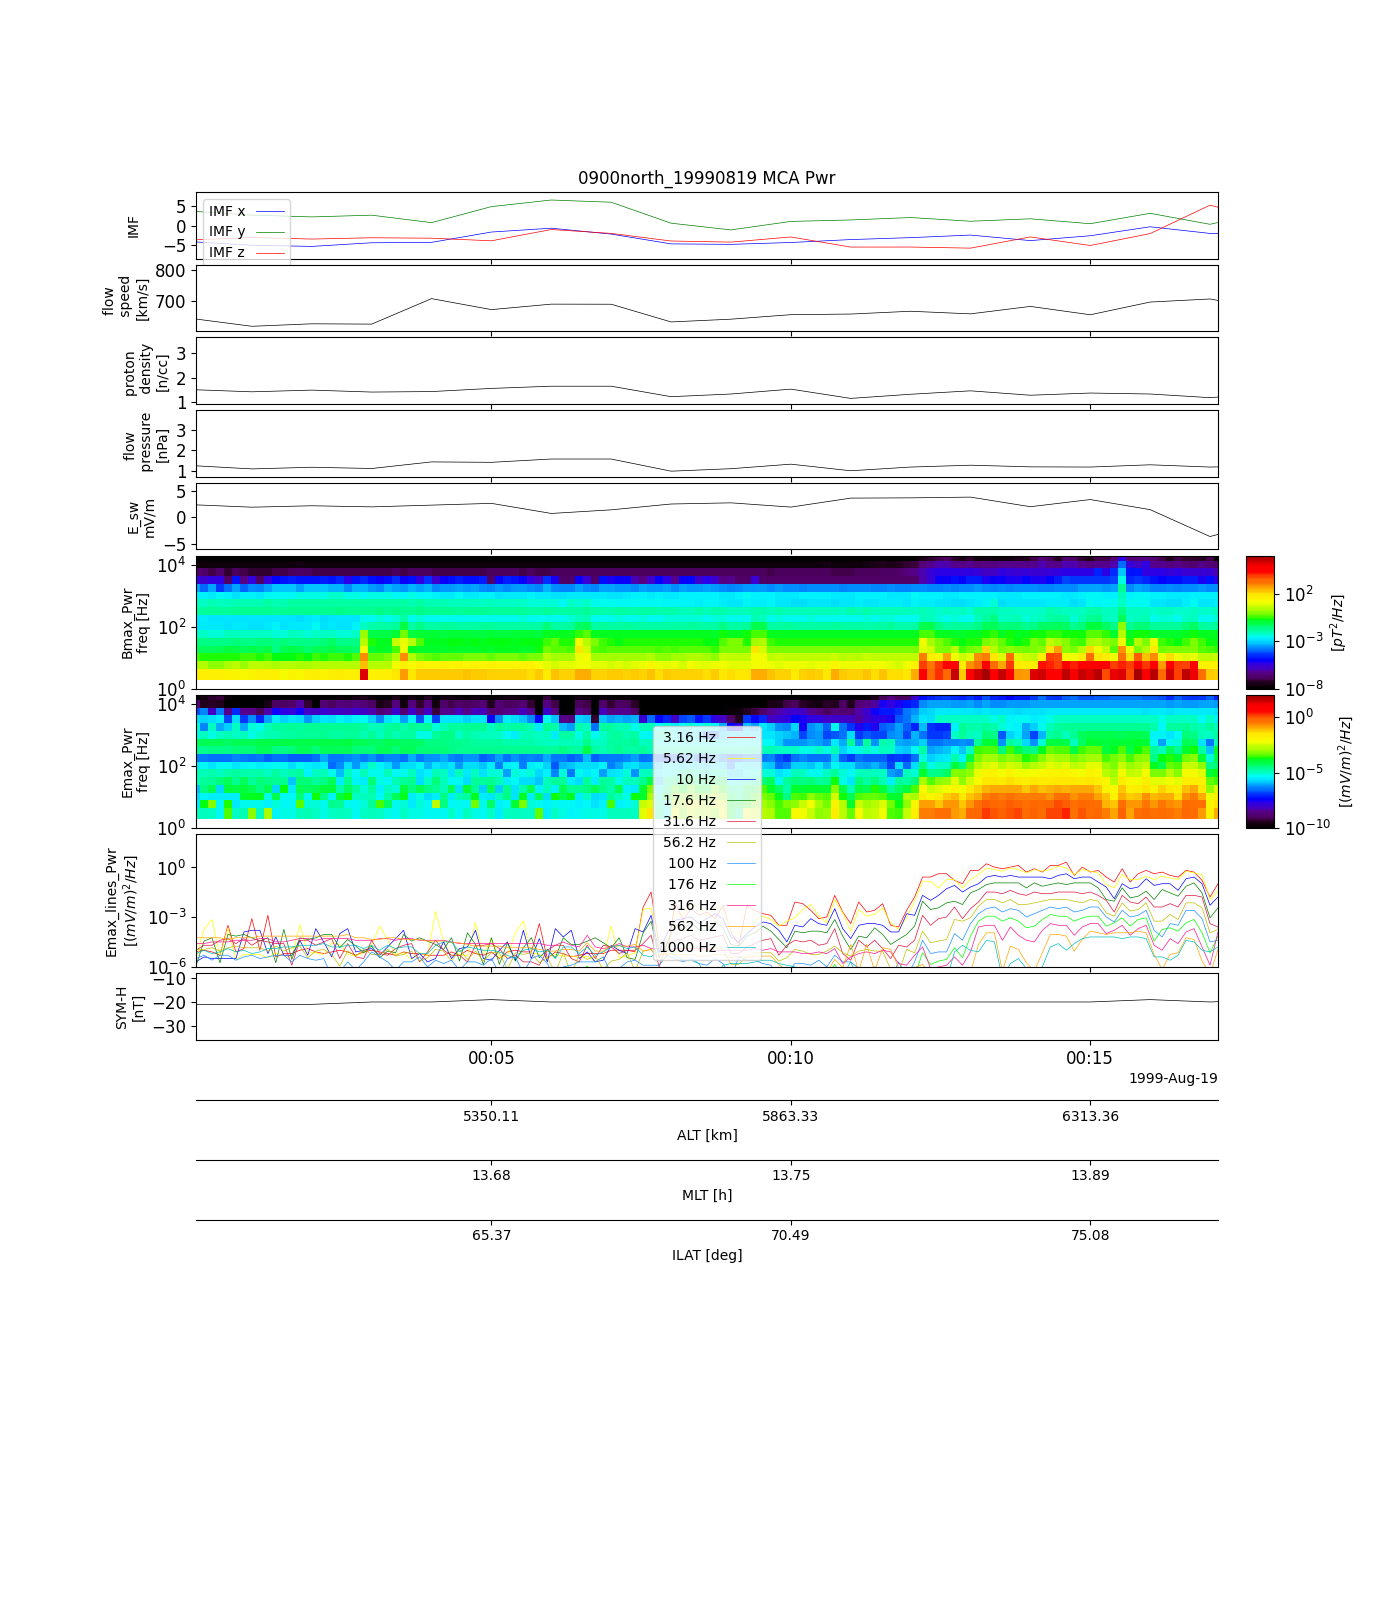 0900north_19990819 MCA Pwr
IMF
5
0
−5
IMF x
IMF y
IMF z
flow
speed
[km/s]
800
700
proton
density
[n/cc]
3
2
1
flow
pressure
[nPa]
3
2
1
E_sw
mV/m
5
0
−5
Bmax_Pwr
freq [Hz]
10^4
10^2
10^0
10^2
10^−3
10^−8
[pT^2/Hz]
Emax_Pwr
freq [Hz]
10^4
10^2
10^0
10^0
10^−5
10^−10
[(mV/m)^2/Hz]
3.16 Hz
5.62 Hz
10 Hz
17.6 Hz
31.6 Hz
56.2 Hz
100 Hz
176 Hz
316 Hz
562 Hz
1000 Hz
Emax_lines_Pwr
[(mV/m)^2/Hz]
10^0
10^−3
10^−6
SYM-H
[nT]
−10
−20
−30
00:05 00:10 00:15
1999-Aug-19
5350.11 5863.33 6313.36
ALT [km]
13.68 13.75 13.89
MLT [h]
65.37 70.49 75.08
ILAT [deg]